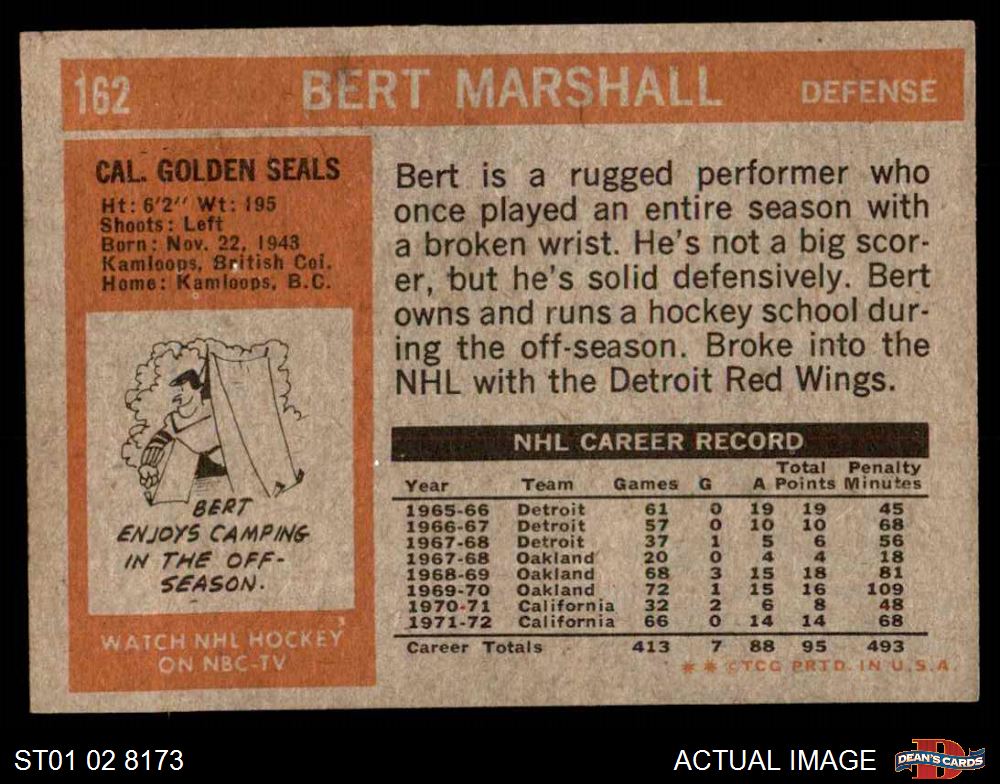 162 BERT MARSHALL DEFENSE
CAL. GOLDEN SEALS
Ht: 6'2" Wt: 195
Shoots: Left
Born: Nov. 22, 1943
Kamloops, British Col.
Home: Kamloops, B.C.
BERT
ENJOYS CAMPING
IN THE OFF-
SEASON.
WATCH NHL HOCKEY
ON NBC-TV
Bert is a rugged performer who
once played an entire season with
a broken wrist. He's not a big scor-
er, but he's solid defensively. Bert
owns and runs a hockey school dur-
ing the off-season. Broke into the
NHL with the Detroit Red Wings.
NHL CAREER RECORD
Year Team Games G A Total Points Penalty Minutes
1965-66 Detroit 61 0 19 19 45
1966-67 Detroit 57 0 10 10 68
1967-68 Detroit 37 1 5 6 56
1967-68 Oakland 20 0 4 4 18
1968-69 Oakland 68 3 15 18 81
1969-70 Oakland 72 1 15 16 109
1970-71 California 32 2 6 8 48
1971-72 California 66 0 14 14 68
Career Totals 413 7 88 95 493
* * ©TCG PRTD. IN U.S.A.
ST01 02 8173
ACTUAL IMAGE
DEAN'S CARDS